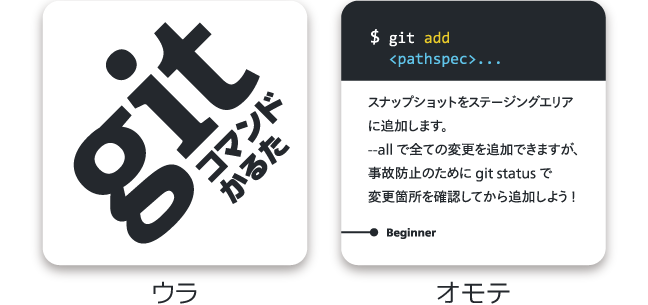 git
コマンド
かるた
$ git add
<pathspec>...
スナップショットをステージングエリア
に追加します。
--all で全ての変更を追加できますが、
事故防止のために git status で
変更箇所を確認してから追加しよう！
Beginner
ウラ
オモテ